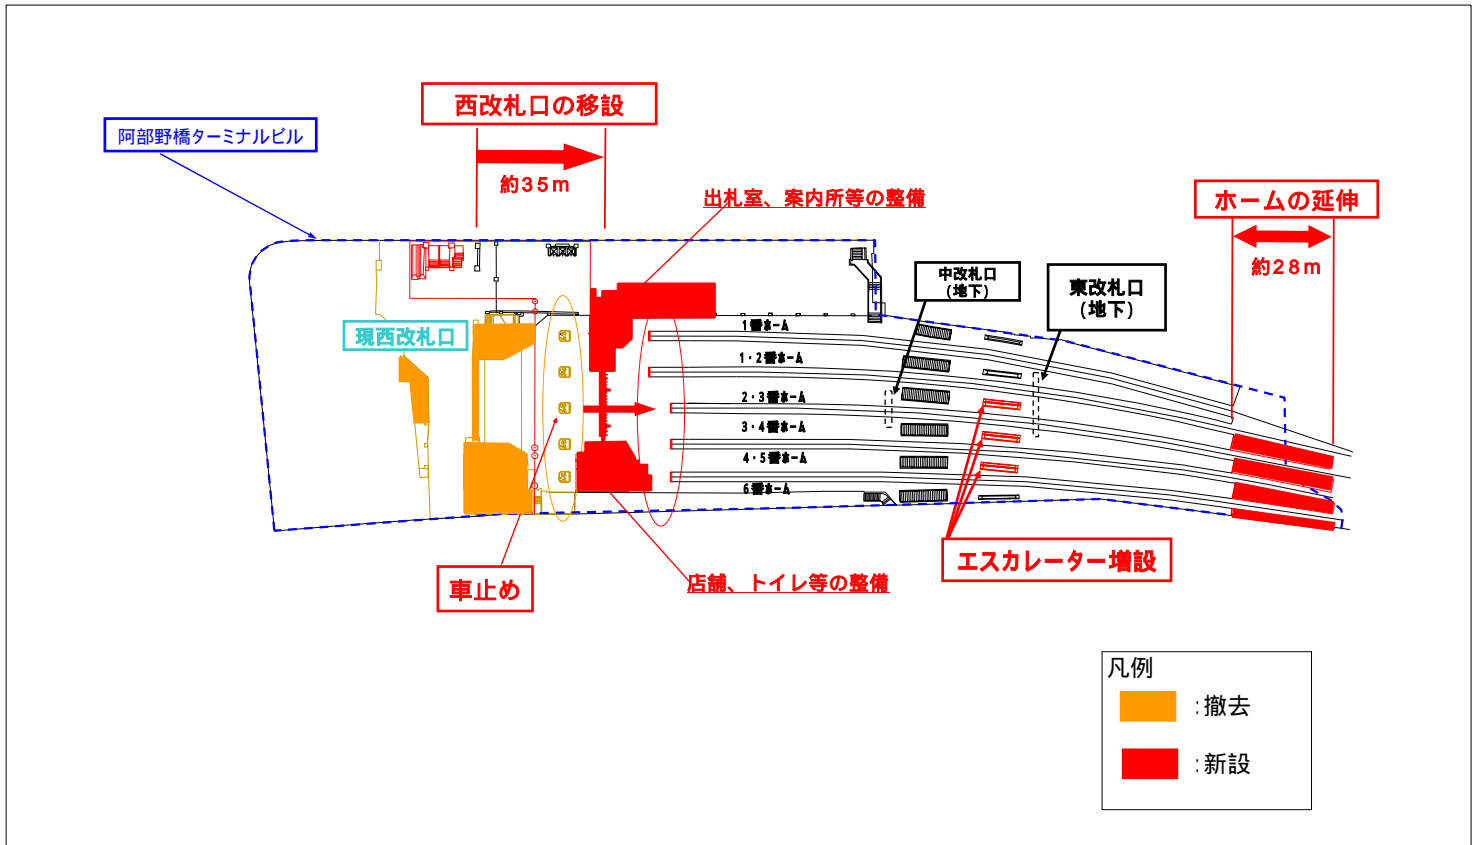 西改札口の移設
阿部野橋ターミナルビル
約35m
出札室、案内所等の整備
ホームの延伸
約28m
中改札口
(地下)
東改札口
(地下)
現西改札口
1番ホーム
1・2番ホーム
2・3番ホーム
3・4番ホーム
4・5番ホーム
6番ホーム
車止め
店舗、トイレ等の整備
エスカレーター増設
凡例
:撤去
:新設